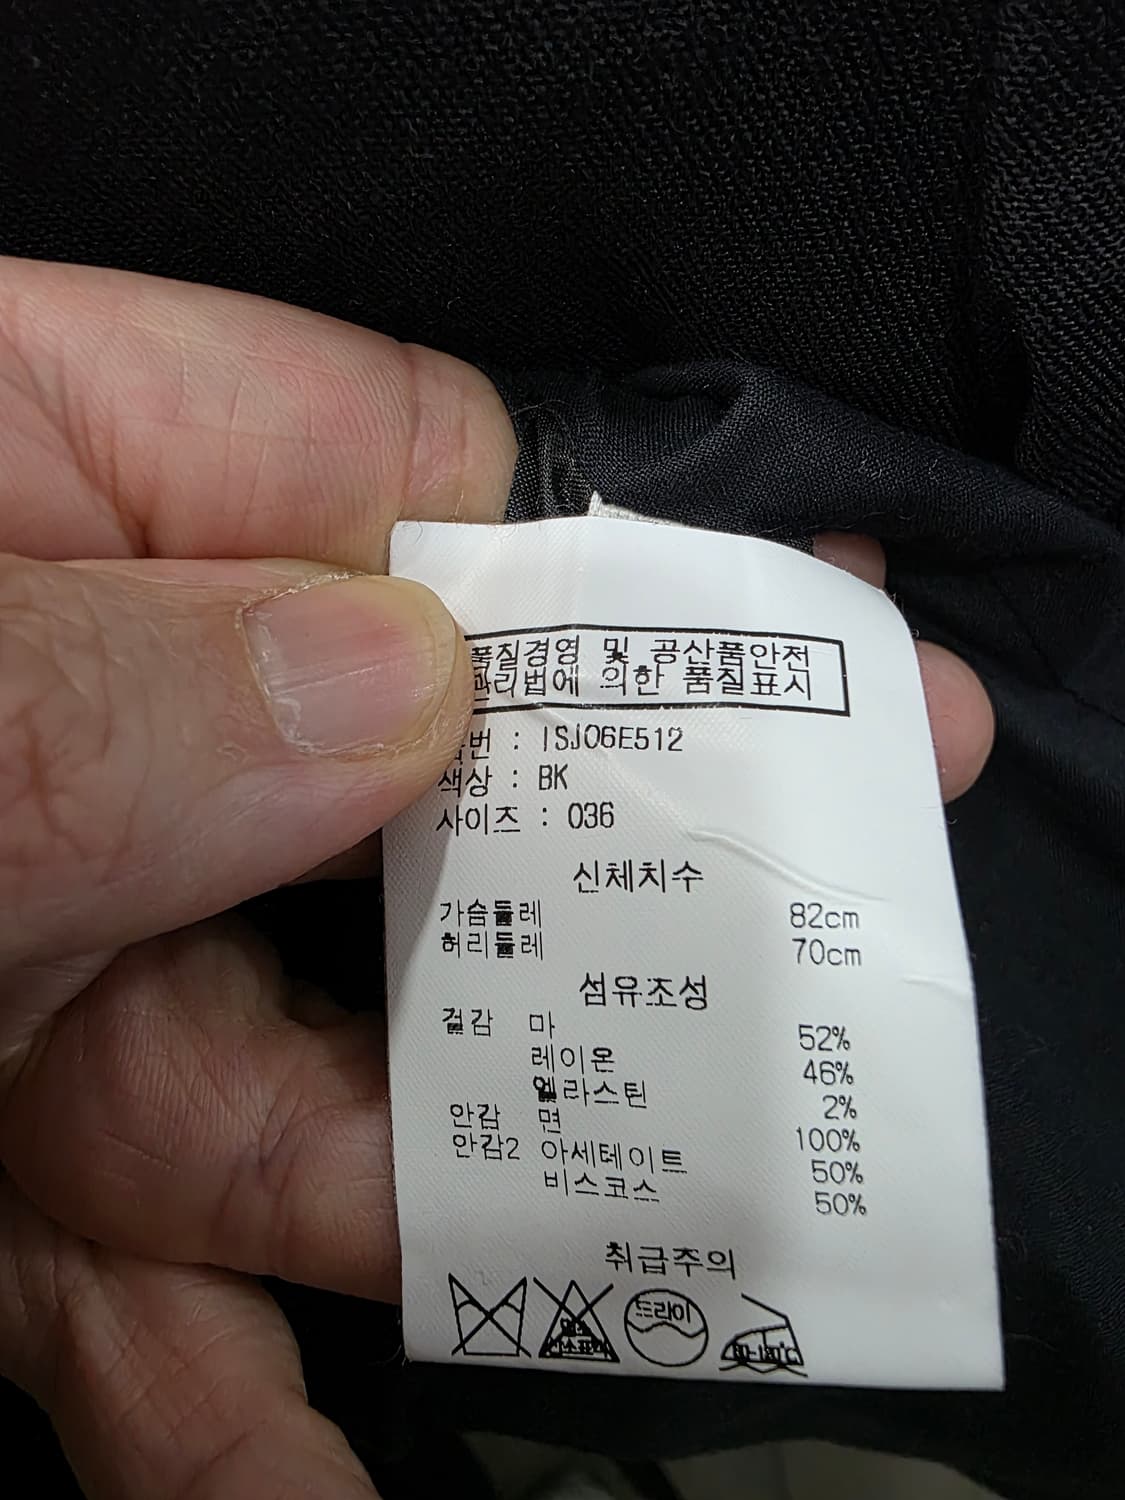 품질경영 및 공산품안전
관리법에 의한 품질표시
품번 : ISJ06E512
색상 : BK
사이즈 : 036
신체치수
가슴둘레 82cm
허리둘레 70cm
섬유조성
겉감 마 52%
레이온 46%
엘라스틴 2%
안감 면 100%
안감2 아세테이트 50%
비스코스 50%
취급주의
드라이
80-120℃